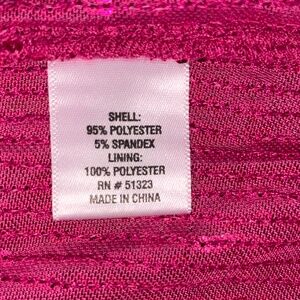 SHELL:
95% POLYESTER
5% SPANDEX
LINING:
100% POLYESTER
RN # 51323
MADE IN CHINA